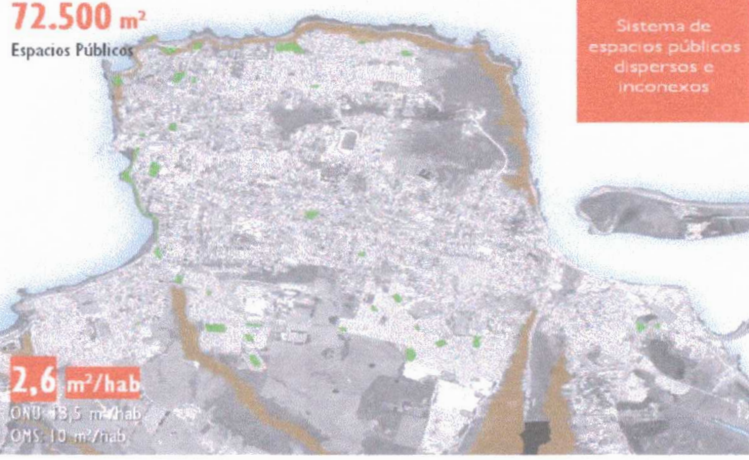 72.500 m²
Espacios Públicos
Sistema de
espacios públicos
dispersos e
inconexos
2,6 m²/hab
ONU: 13,5 m²/hab
OMS: 10 m²/hab